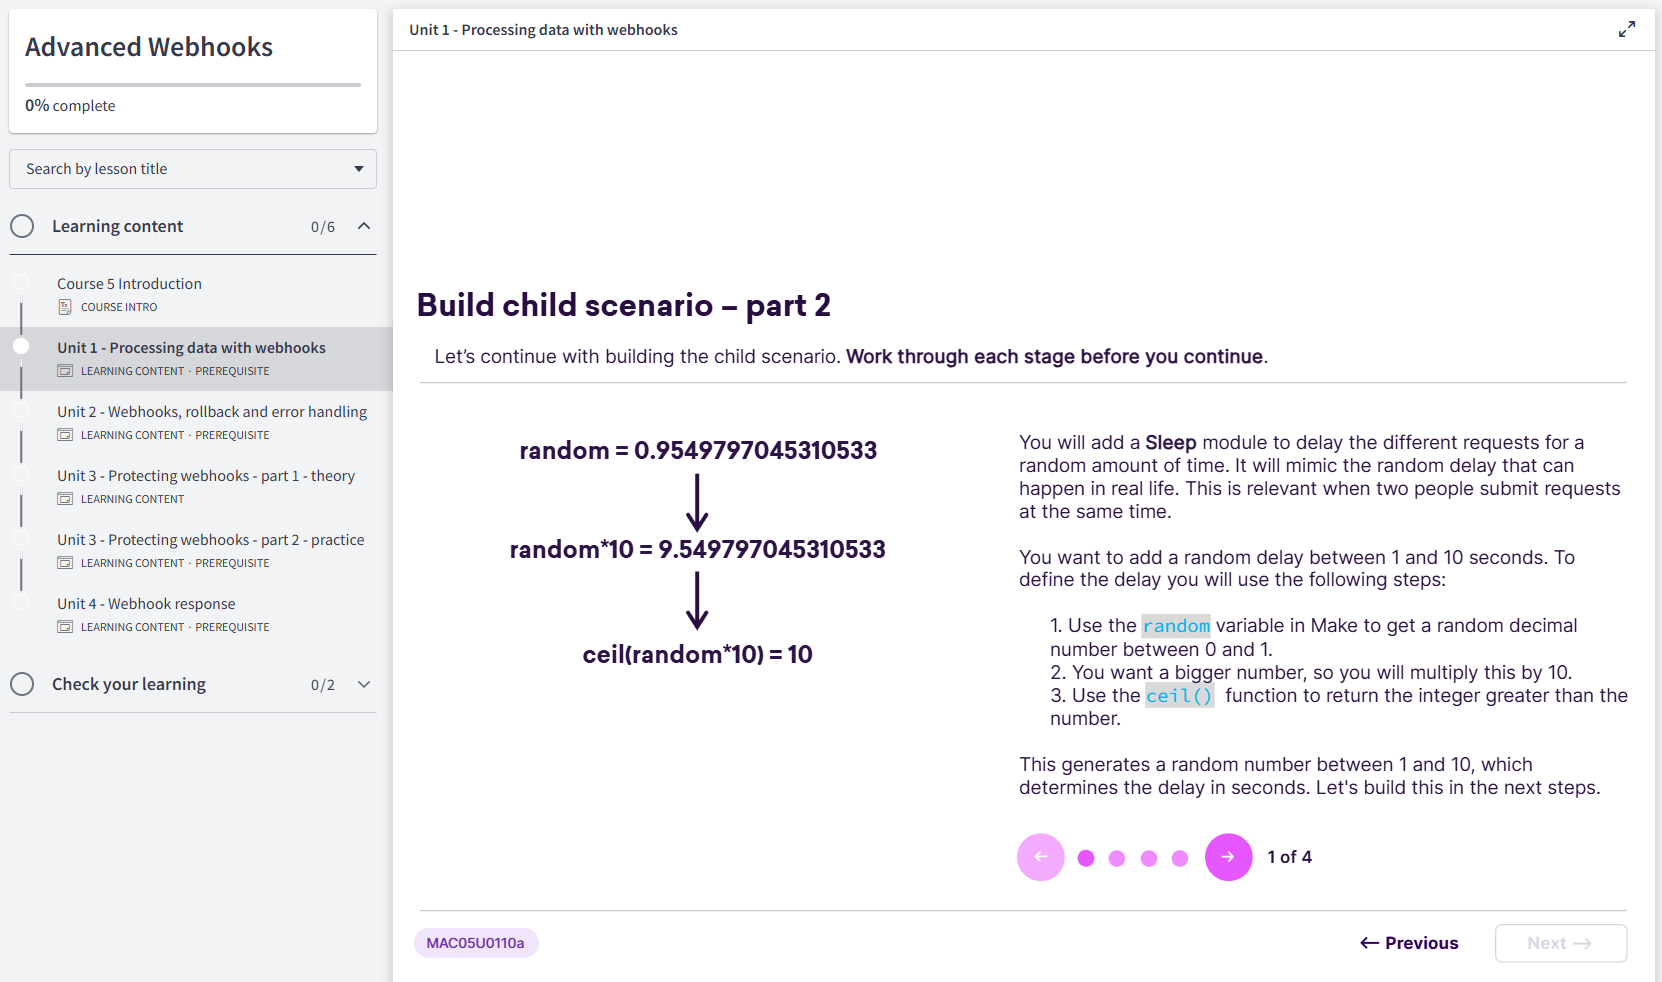 Advanced Webhooks
0% complete
Search by lesson title
Learning content 0/6
Course 5 Introduction
COURSE INTRO
Unit 1 - Processing data with webhooks
LEARNING CONTENT · PREREQUISITE
Unit 2 - Webhooks, rollback and error handling
LEARNING CONTENT · PREREQUISITE
Unit 3 - Protecting webhooks - part 1 - theory
LEARNING CONTENT
Unit 3 - Protecting webhooks - part 2 - practice
LEARNING CONTENT · PREREQUISITE
Unit 4 - Webhook response
LEARNING CONTENT · PREREQUISITE
Check your learning 0/2
Unit 1 - Processing data with webhooks
Build child scenario – part 2
Let’s continue with building the child scenario. Work through each stage before you continue.
random = 0.9549797045310533
random*10 = 9.549797045310533
ceil(random*10) = 10
You will add a Sleep module to delay the different requests for a
random amount of time. It will mimic the random delay that can
happen in real life. This is relevant when two people submit requests
at the same time.
You want to add a random delay between 1 and 10 seconds. To
define the delay you will use the following steps:
1. Use the random variable in Make to get a random decimal
number between 0 and 1.
2. You want a bigger number, so you will multiply this by 10.
3. Use the ceil() function to return the integer greater than the
number.
This generates a random number between 1 and 10, which
determines the delay in seconds. Let's build this in the next steps.
← → 1 of 4
MAC05U0110a
← Previous
Next →